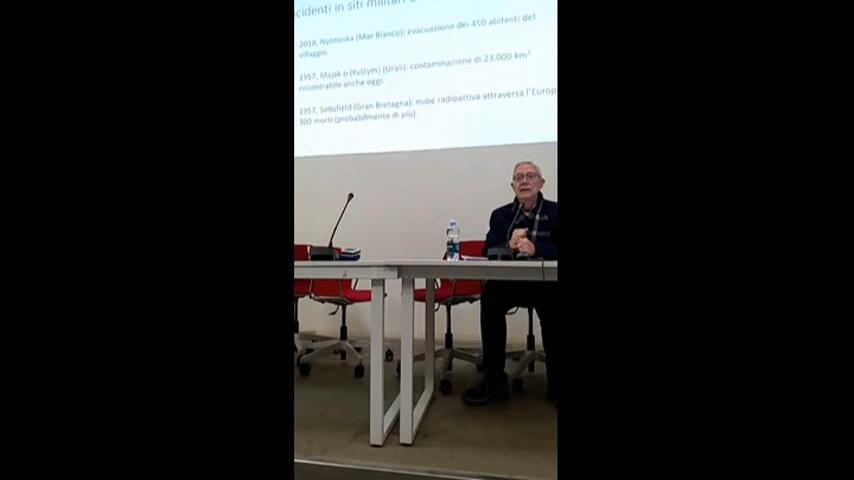 cidenti in siti militari
2019, Nyonoska (Mar Bianco): evacuazione dei 450 abitanti del
villaggio.
1957, Majak o (Kyštym) (Urali): contaminazione di 23.000 km²
riscontrabile anche oggi.
1957, Sellafield (Gran Bretagna): nube radioattiva attraversa l'Europ
300 morti (probabilmente di più).